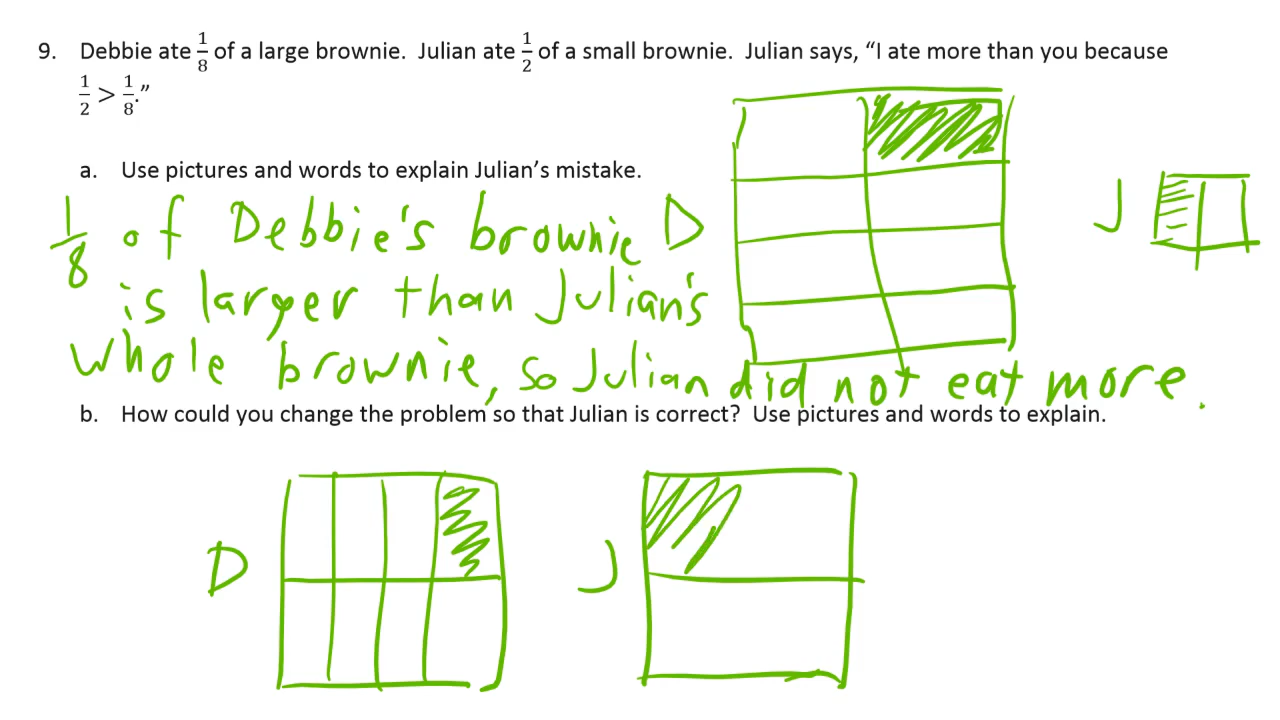 9. Debbie ate 1/8 of a large brownie. Julian ate 1/2 of a small brownie. Julian says, “I ate more than you because
1/2 > 1/8.”
a. Use pictures and words to explain Julian’s mistake.
1/8 of Debbie's brownie D J
is larger than Julian's
whole brownie, so Julian did not eat more.
b. How could you change the problem so that Julian is correct? Use pictures and words to explain.
D J